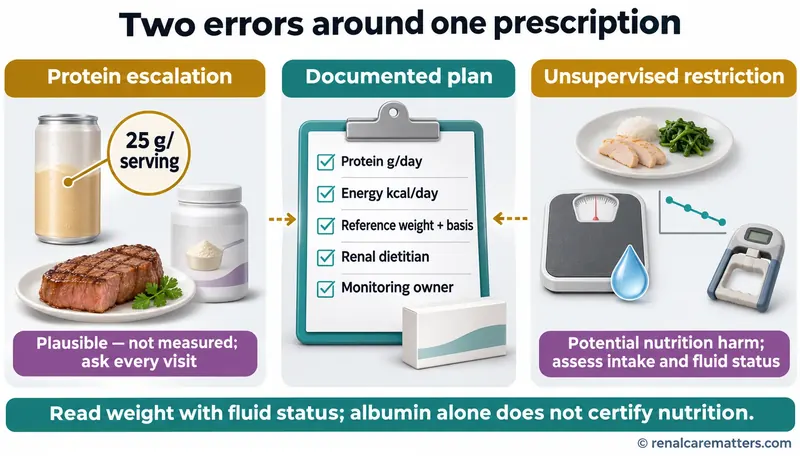 Two errors around one prescription
Protein escalation
25 g/
serving
Plausible — not measured;
ask every visit
Documented plan
Protein g/day
Energy kcal/day
Reference weight + basis
Renal dietitian
Monitoring owner
Unsupervised restriction
Potential nutrition harm;
assess intake and fluid status
Read weight with fluid status; albumin alone does not certify nutrition.
© renalcarematters.com